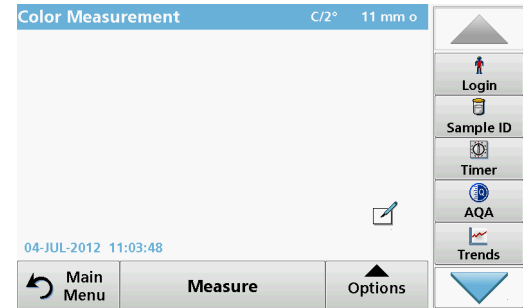 Color Measurement C/2° 11 mm o
Login
Sample ID
Timer
AQA
Trends
04-JUL-2012 11:03:48
Main Menu
Measure
Options